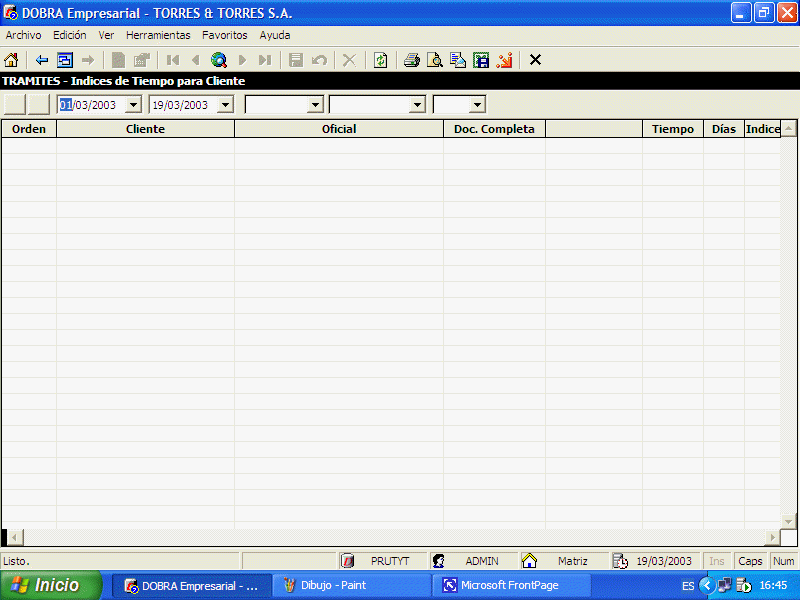 DOBRA Empresarial - TORRES & TORRES S.A.
Archivo Edición Ver Herramientas Favoritos Ayuda
TRAMITES - Indices de Tiempo para Cliente
01/03/2003 19/03/2003
Orden Cliente Oficial Doc. Completa Tiempo Días Indice
Listo. PRUTYT ADMIN Matriz 19/03/2003 Ins Caps Num
Inicio DOBRA Empresarial - ... Dibujo - Paint Microsoft FrontPage ES 16:45